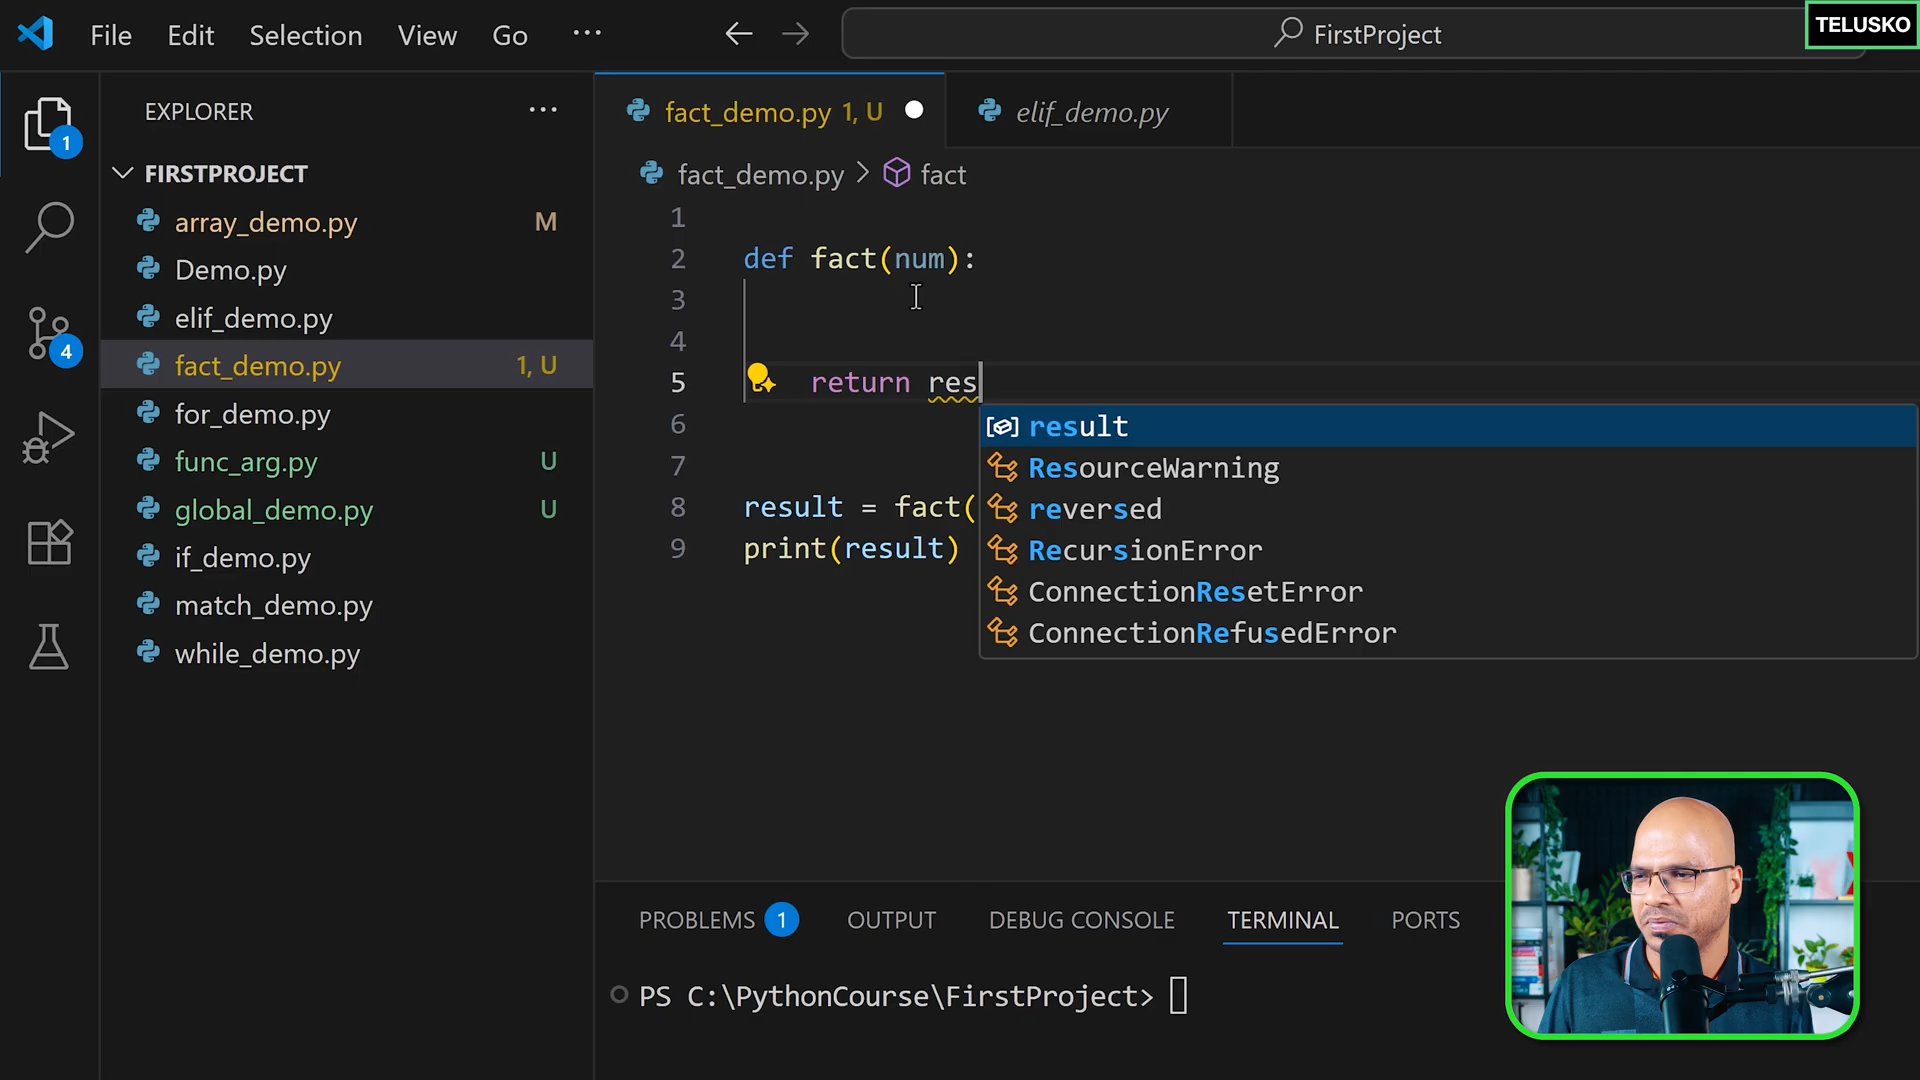 File Edit Selection View Go ··· ← → FirstProject
TELUSKO
EXPLORER ···
FIRSTPROJECT
array_demo.py M
Demo.py
elif_demo.py
fact_demo.py 1, U
for_demo.py
func_arg.py U
global_demo.py U
if_demo.py
match_demo.py
while_demo.py
1
4
fact_demo.py 1, U
elif_demo.py
fact_demo.py > fact
1
2 def fact(num):
3
4
5 return res
6
7
8 result = fact(
9 print(result)
result
ResourceWarning
reversed
RecursionError
ConnectionResetError
ConnectionRefusedError
PROBLEMS 1 OUTPUT DEBUG CONSOLE TERMINAL PORTS
PS C:\PythonCourse\FirstProject>